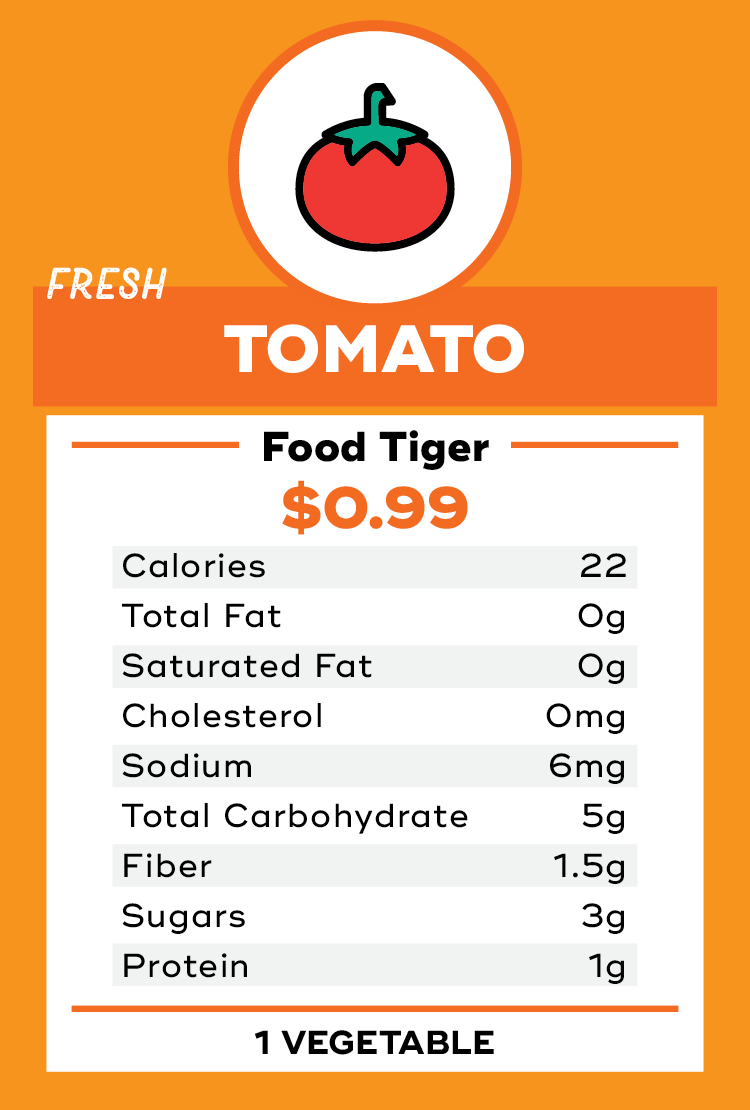 FRESH
TOMATO
Food Tiger
$0.99
Calories 22
Total Fat 0g
Saturated Fat 0g
Cholesterol 0mg
Sodium 6mg
Total Carbohydrate 5g
Fiber 1.5g
Sugars 3g
Protein 1g
1 VEGETABLE